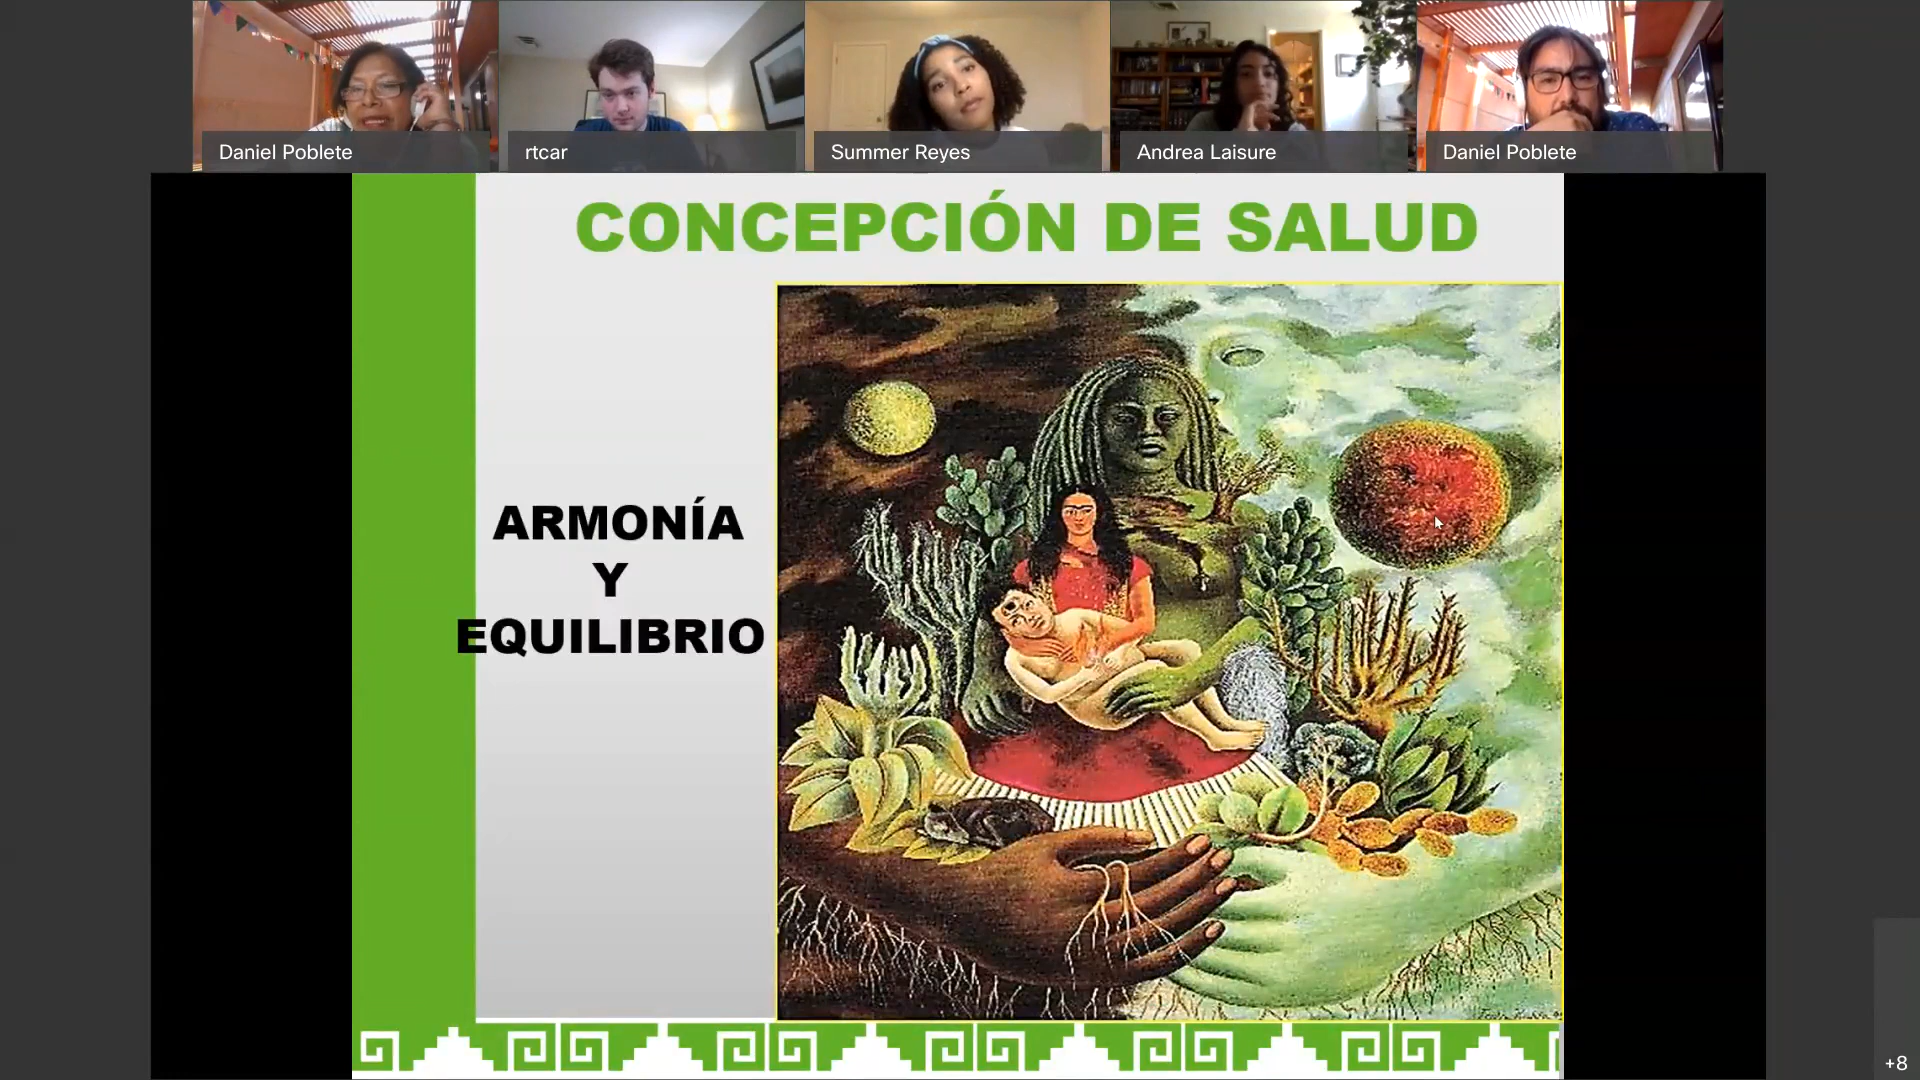 Daniel Poblete
rtcar
Summer Reyes
Andrea Laisure
Daniel Poblete
CONCEPCIÓN DE SALUD
ARMONÍA
Y
EQUILIBRIO
+8